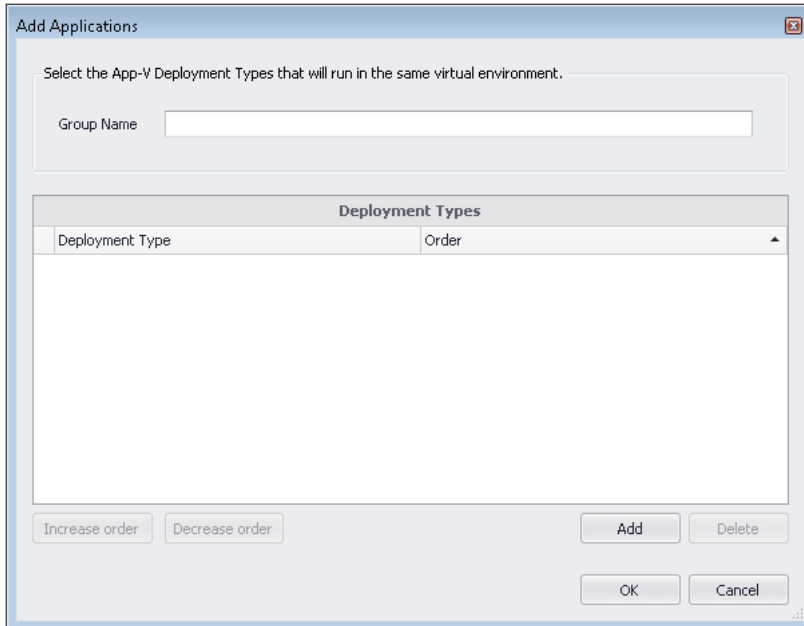 Add Applications
Select the App-V Deployment Types that will run in the same virtual environment.
Group Name
Deployment Types
Deployment Type Order
Increase order Decrease order Add Delete
OK Cancel